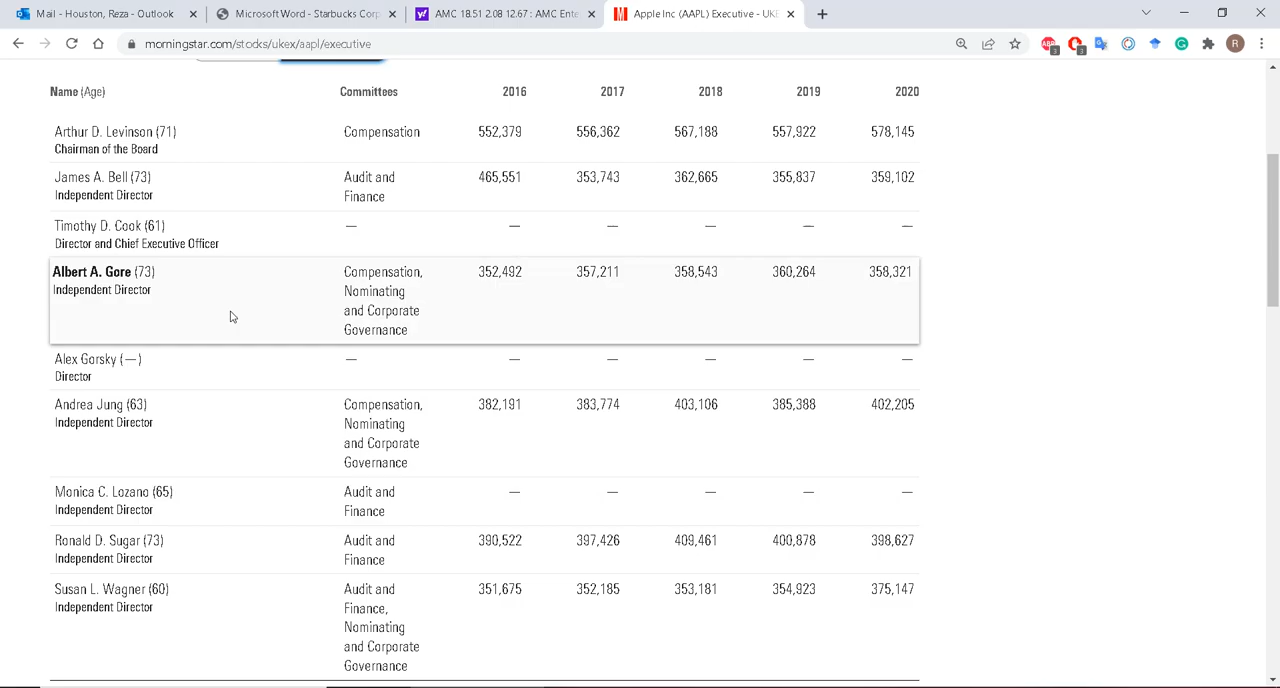 Mail - Houston, Reza - Outlook
Microsoft Word - Starbucks Corp
AMC 18.51 2.08 12.67 : AMC Ente
Apple Inc (AAPL) Executive - UKE
morningstar.com/stocks/ukex/aapl/executive
Name (Age) Committees 2016 2017 2018 2019 2020
Arthur D. Levinson (71) Compensation 552,379 556,362 567,188 557,922 578,145
Chairman of the Board
James A. Bell (73) Audit and 465,551 353,743 362,665 355,837 359,102
Independent Director Finance
Timothy D. Cook (61) — — — — — —
Director and Chief Executive Officer
Albert A. Gore (73) Compensation, 352,492 357,211 358,543 360,264 358,321
Independent Director Nominating
and Corporate
Governance
Alex Gorsky (—) — — — — — —
Director
Andrea Jung (63) Compensation, 382,191 383,774 403,106 385,388 402,205
Independent Director Nominating
and Corporate
Governance
Monica C. Lozano (65) Audit and — — — — —
Independent Director Finance
Ronald D. Sugar (73) Audit and 390,522 397,426 409,461 400,878 398,627
Independent Director Finance
Susan L. Wagner (60) Audit and 351,675 352,185 353,181 354,923 375,147
Independent Director Finance,
Nominating
and Corporate
Governance